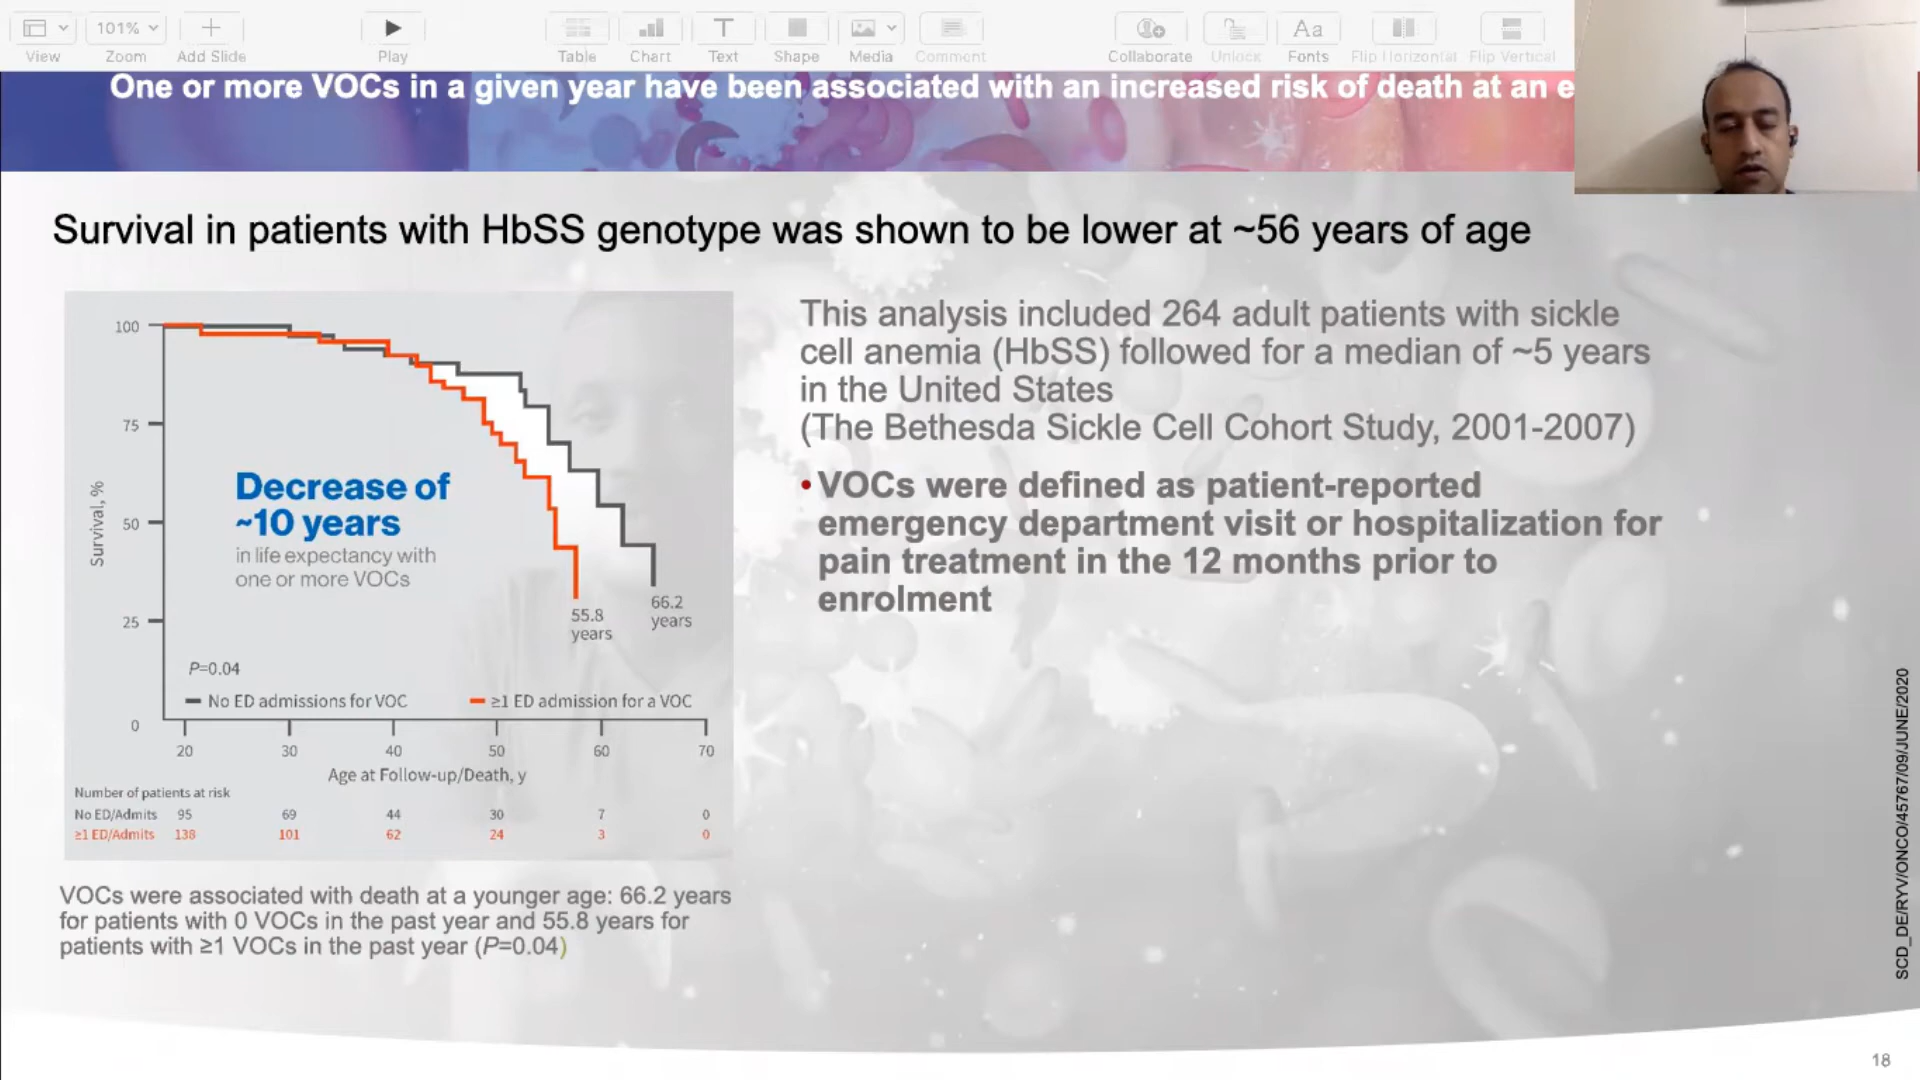 101%
View
Zoom
Add Slide
Play
Table
Chart
Text
Shape
Media
Comment
Collaborate
Unlock
Aa
Fonts
Flip Horizontal
Flip Vertical
One or more VOCs in a given year have been associated with an increased risk of death at an e
Survival in patients with HbSS genotype was shown to be lower at ~56 years of age
100
75
50
25
0
Survival, %
Decrease of
~10 years
in life expectancy with
one or more VOCs
55.8
years
66.2
years
P=0.04
No ED admissions for VOC
≥1 ED admission for a VOC
20 30 40 50 60 70
Age at Follow-up/Death, y
Number of patients at risk
No ED/Admits 95 69 44 30 7 0
≥1 ED/Admits 138 101 62 24 3 0
VOCs were associated with death at a younger age: 66.2 years
for patients with 0 VOCs in the past year and 55.8 years for
patients with ≥1 VOCs in the past year (P=0.04)
This analysis included 264 adult patients with sickle
cell anemia (HbSS) followed for a median of ~5 years
in the United States
(The Bethesda Sickle Cell Cohort Study, 2001-2007)
• VOCs were defined as patient-reported
emergency department visit or hospitalization for
pain treatment in the 12 months prior to
enrolment
SCD_DE/RYV/ONCO/45767/09/JUNE/2020
18